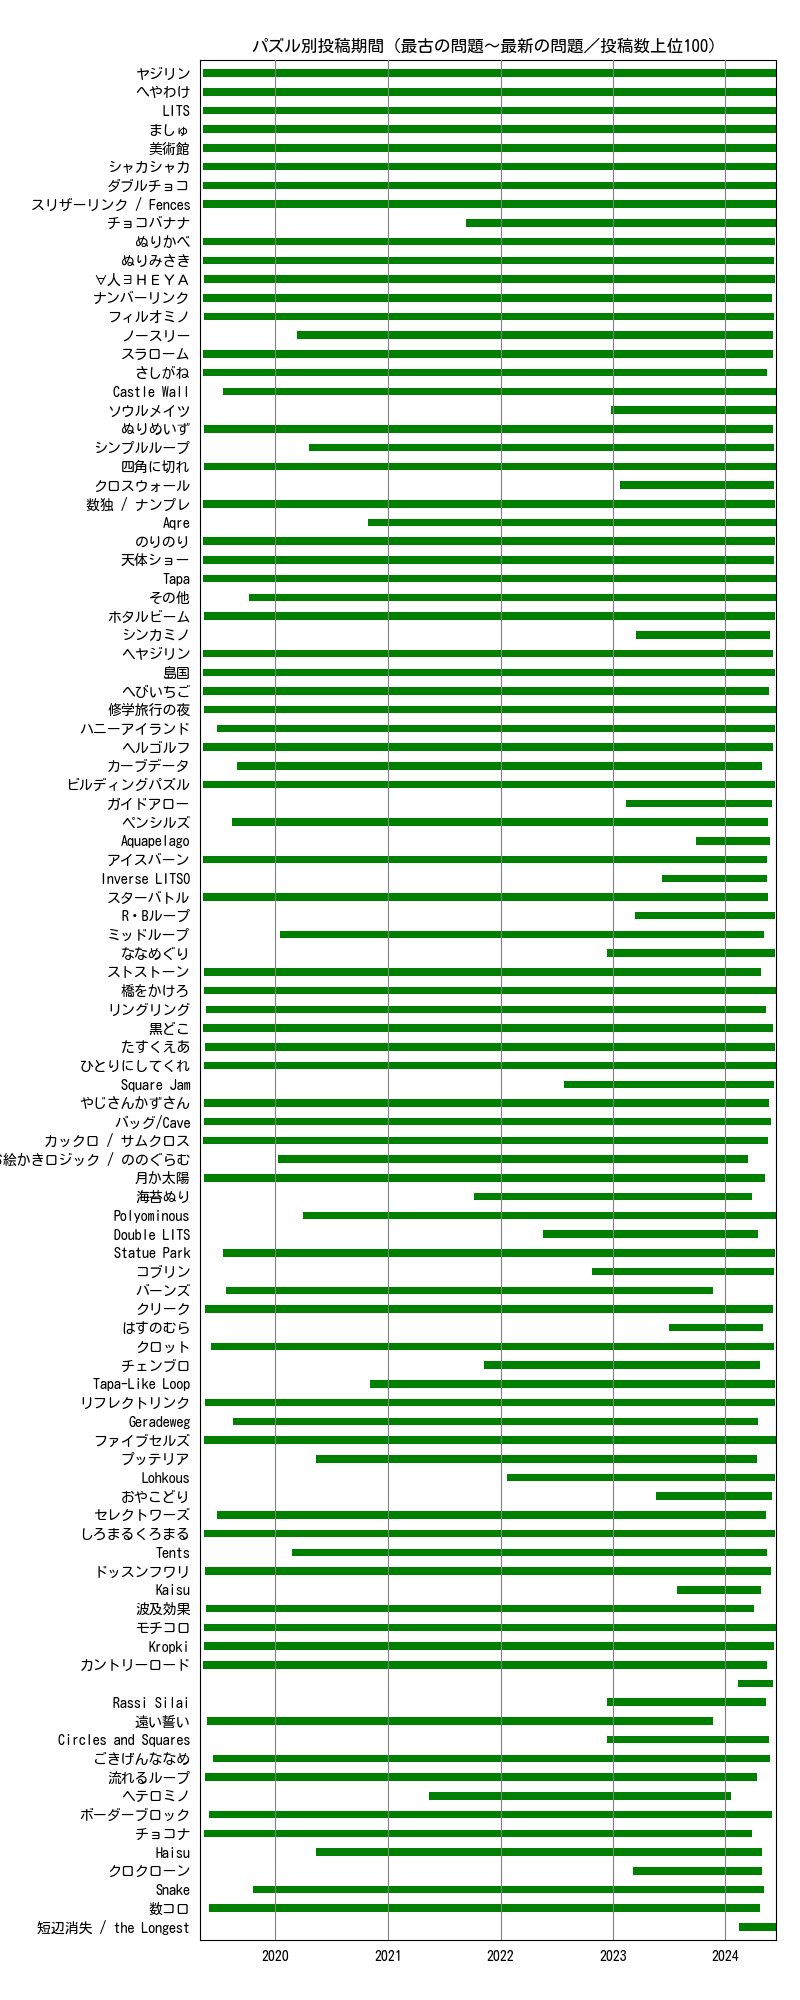 パズル別投稿期間（最古の問題～最新の問題／投稿数上位100）
ヤジリン
へやわけ
LITS
ましゅ
美術館
シャカシャカ
ダブルチョコ
スリザーリンク / Fences
チョコバナナ
ぬりかべ
ぬりみさき
∀人∃ＨＥＹＡ
ナンバーリンク
フィルオミノ
ノースリー
スラローム
さしがね
Castle Wall
ソウルメイツ
ぬりめいず
シンプルループ
四角に切れ
クロスウォール
数独 / ナンプレ
Aqre
のりのり
天体ショー
Tapa
その他
ホタルビーム
シンカミノ
ヘヤジリン
島国
へびいちご
修学旅行の夜
ハニーアイランド
ヘルゴルフ
カーブデータ
ビルディングパズル
ガイドアロー
ペンシルズ
Aquapelago
アイスバーン
Inverse LITSO
スターバトル
R・Bループ
ミッドループ
ななめぐり
ストストーン
橋をかけろ
リングリング
黒どこ
たすくえあ
ひとりにしてくれ
Square Jam
やじさんかずさん
バッグ/Cave
カックロ / サムクロス
お絵かきロジック / ののぐらむ
月か太陽
海苔ぬり
Polyominous
Double LITS
Statue Park
コブリン
バーンズ
クリーク
はすのむら
クロット
チェンブロ
Tapa-Like Loop
リフレクトリンク
Geradeweg
ファイブセルズ
プッテリア
Lohkous
おやこどり
セレクトワーズ
しろまるくろまる
Tents
ドッスンフワリ
Kaisu
波及効果
モチコロ
Kropki
カントリーロード
Rassi Silai
遠い誓い
Circles and Squares
ごきげんななめ
流れるループ
ヘテロミノ
ボーダーブロック
チョコナ
Haisu
クロクローン
Snake
数コロ
短辺消失 / the Longest
2020 2021 2022 2023 2024